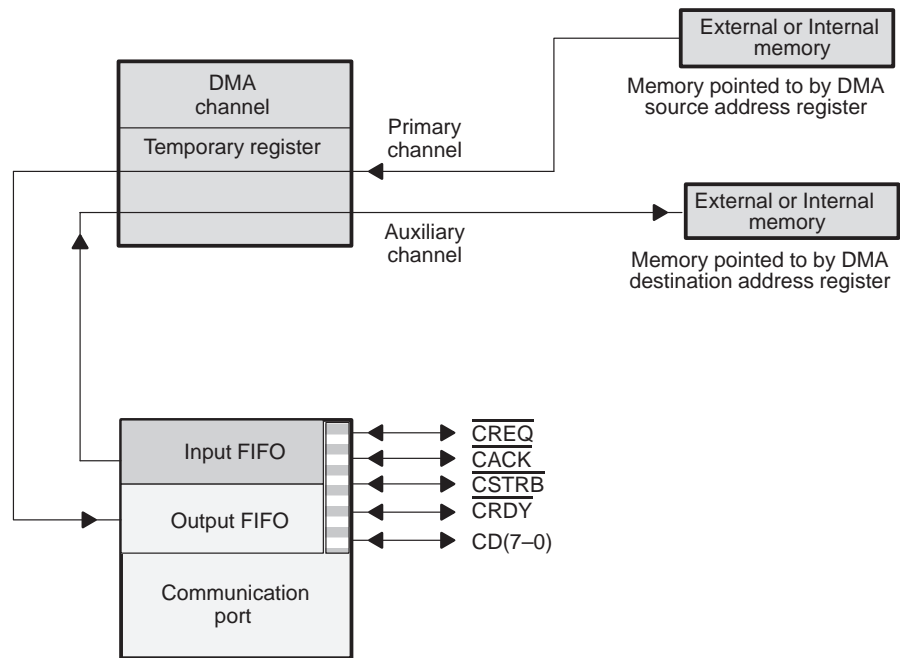 External or Internal
memory
Memory pointed to by DMA
source address register
DMA
channel
Temporary register
Primary
channel
External or Internal
memory
Memory pointed to by DMA
destination address register
Auxiliary
channel
Input FIFO
Output FIFO
Communication
port
CREQ
CACK
CSTRB
CRDY
CD(7–0)